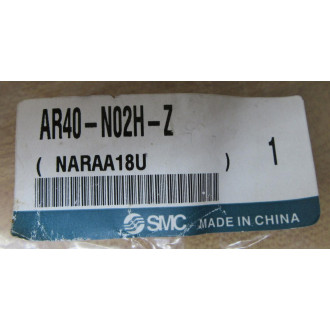 AR40-N02H-Z
( NARAA18U ) 1
SMC MADE IN CHINA